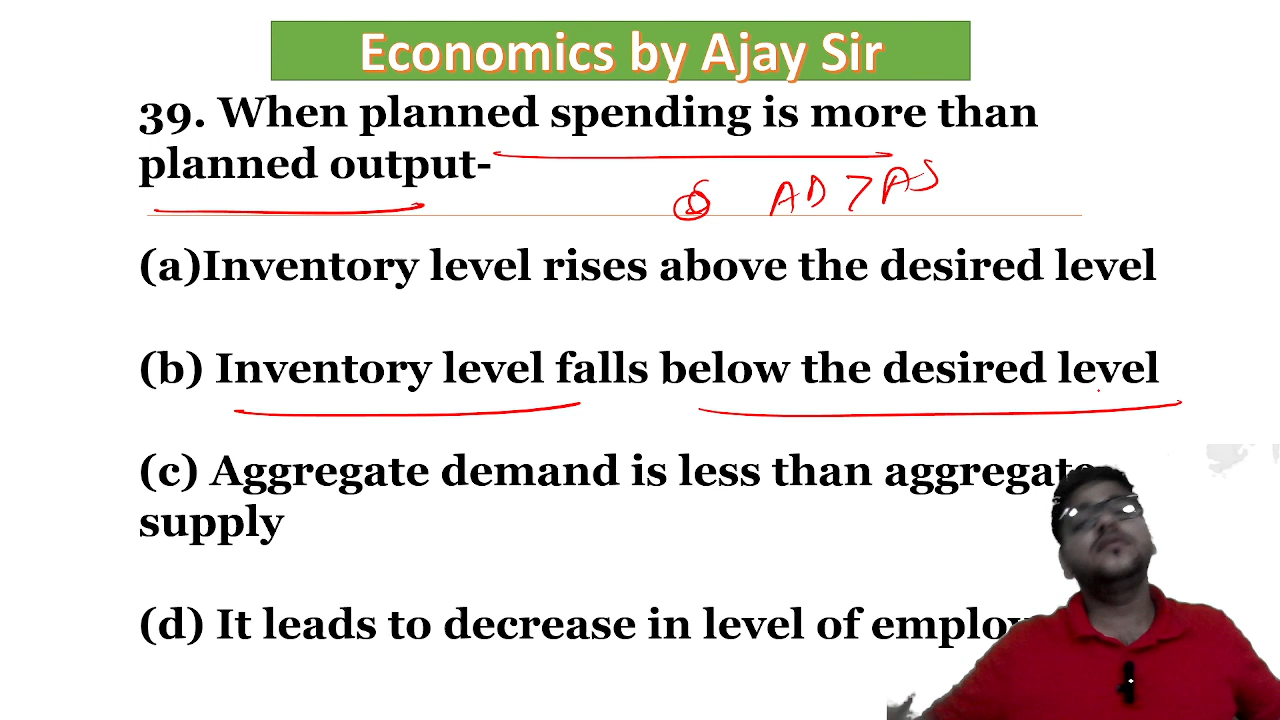 Economics by Ajay Sir
39. When planned spending is more than
planned output-
AD > AS
(a)Inventory level rises above the desired level
(b) Inventory level falls below the desired level
(c) Aggregate demand is less than aggregate
supply
(d) It leads to decrease in level of